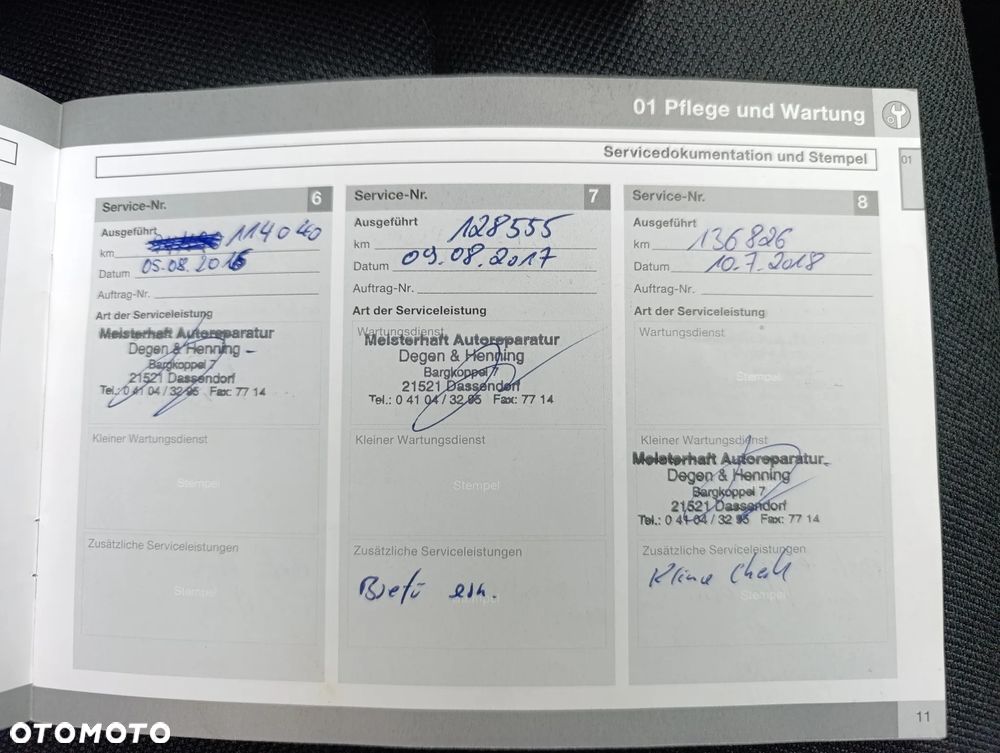 01 Pflege und Wartung
Servicedokumentation und Stempel
01
Service-Nr. 6
Ausgeführt
km 114040
Datum 05.08.2016
Auftrag-Nr.
Art der Serviceleistung
Meisterhaft Autoreparatur
Degen & Henning
Bargkoppel 7
21521 Dassendorf
Tel.: 0 41 04 / 32 95 Fax: 77 14
Kleiner Wartungsdienst
Stempel
Zusätzliche Serviceleistungen
Stempel
Service-Nr. 7
Ausgeführt
km 128555
Datum 09.08.2017
Auftrag-Nr.
Art der Serviceleistung
Wartungsdienst
Meisterhaft Autoreparatur
Degen & Henning
Bargkoppel 7
21521 Dassendorf
Tel.: 0 41 04 / 32 95 Fax: 77 14
Kleiner Wartungsdienst
Stempel
Zusätzliche Serviceleistungen
Stempel
Service-Nr. 8
Ausgeführt
km 136826
Datum 10.7.2018
Auftrag-Nr.
Art der Serviceleistung
Wartungsdienst
Stempel
Kleiner Wartungsdienst
Meisterhaft Autoreparatur
Degen & Henning
Bargkoppel 7
21521 Dassendorf
Tel.: 0 41 04 / 32 95 Fax: 77 14
Zusätzliche Serviceleistungen
Stempel
11
OTOMOTO